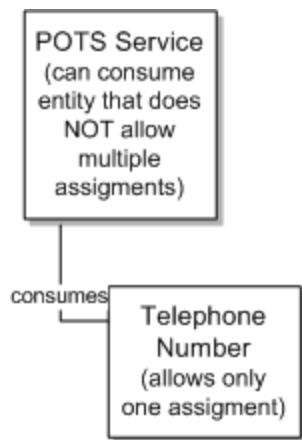 POTS Service
(can consume
entity that does
NOT allow
multiple
assigments)
consumes
Telephone
Number
(allows only
one assigment)